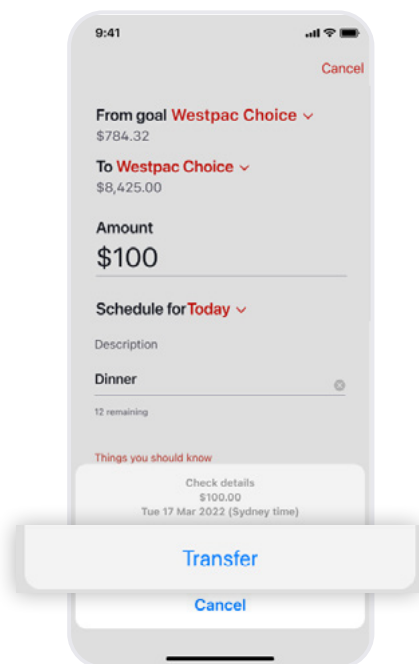 9:41
Cancel
From goal Westpac Choice
$784.32
To Westpac Choice
$8,425.00
Amount
$100
Schedule for Today
Description
Dinner
12 remaining
Things you should know
Check details
$100.00
Tue 17 Mar 2022 (Sydney time)
Transfer
Cancel